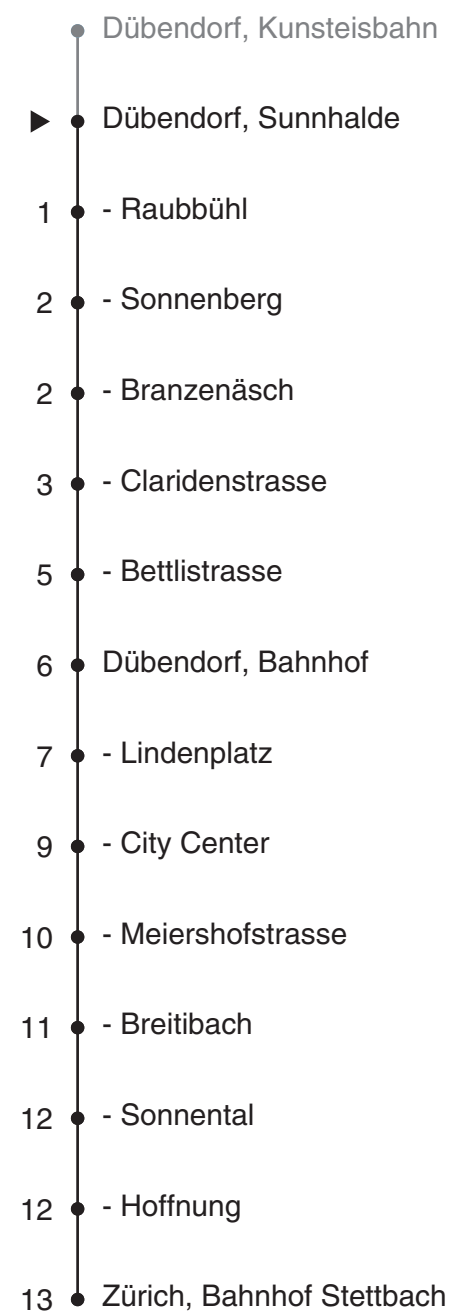 Dübendorf, Kunsteisbahn
Dübendorf, Sunnhalde
1 - Raubbühl
2 - Sonnenberg
2 - Branzenäsch
3 - Claridenstrasse
5 - Bettlistrasse
6 Dübendorf, Bahnhof
7 - Lindenplatz
9 - City Center
10 - Meiershofstrasse
11 - Breitibach
12 - Sonnental
12 - Hoffnung
13 Zürich, Bahnhof Stettbach